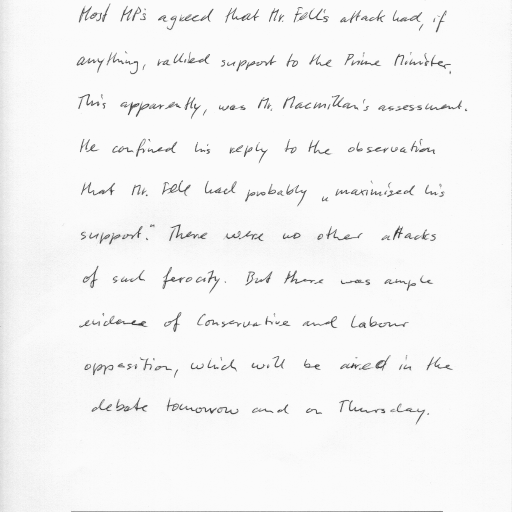 Most MPs agreed that Mr. Fell's attack had, if
anything, rallied support to the Prime Minister.
This apparently, was Mr. Macmillan's assessment.
He confined his reply to the observation
that Mr. Fell had probably „maximised his
support." There were no other attacks
of such ferocity. But there was ample
evidence of Conservative and Labour
opposition, which will be aired in the
debate tomorrow and on Thursday.